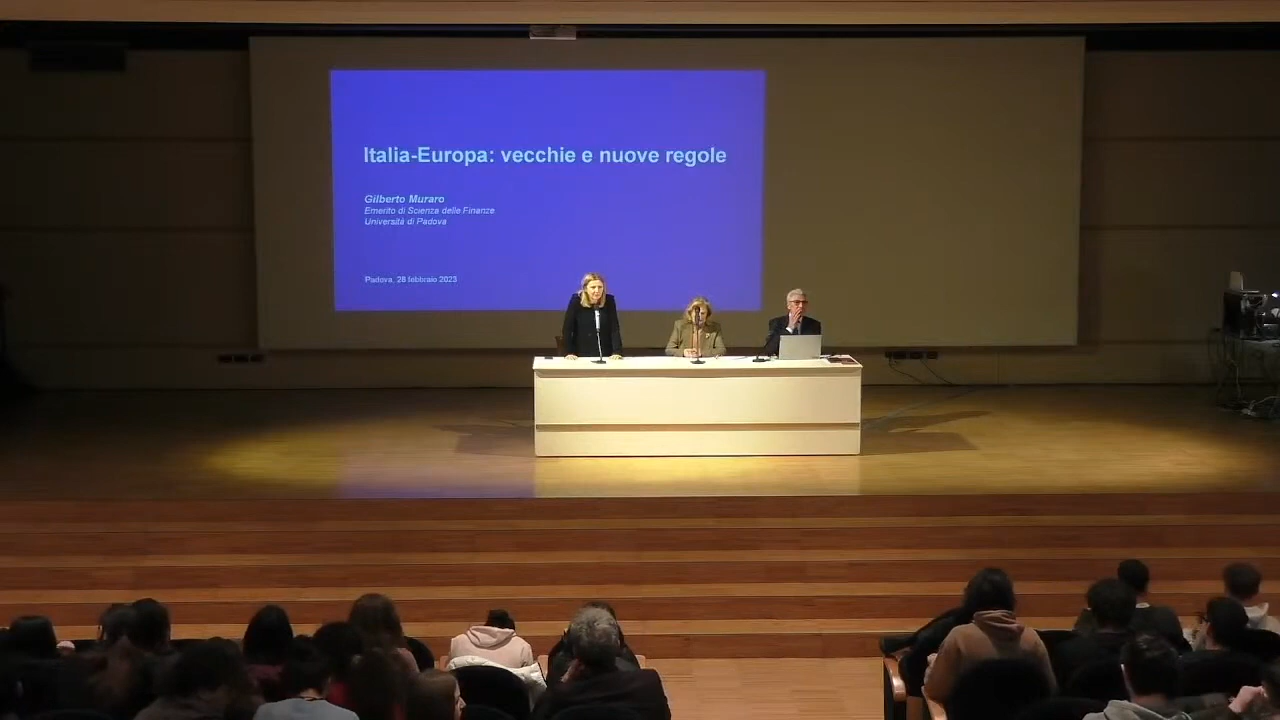 Italia-Europa: vecchie e nuove regole
Gilberto Muraro
Emerito di Scienza delle Finanze
Università di Padova
Padova, 28 febbraio 2023